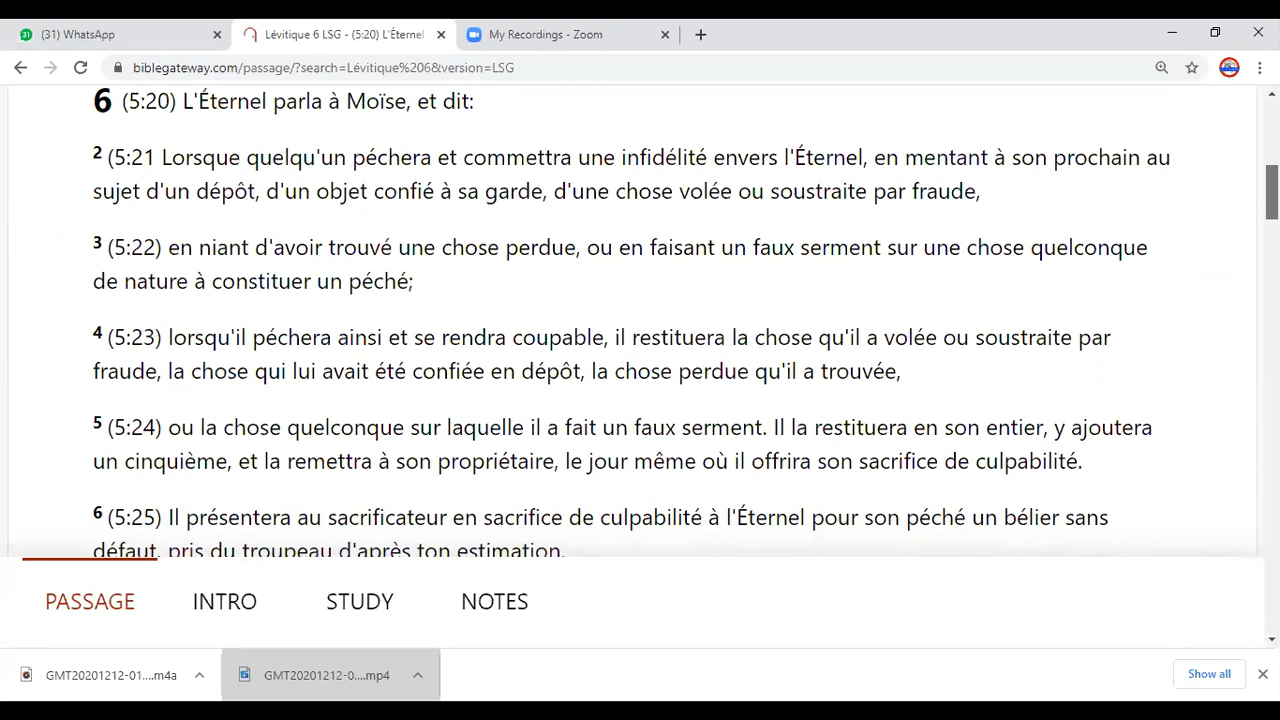 (31) WhatsApp
Lévitique 6 LSG - (5:20) L'Éternel
My Recordings - Zoom
biblegateway.com/passage/?search=Lévitique%206&version=LSG
6 (5:20) L'Éternel parla à Moïse, et dit:
2 (5:21 Lorsque quelqu'un péchera et commettra une infidélité envers l'Éternel, en mentant à son prochain au
sujet d'un dépôt, d'un objet confié à sa garde, d'une chose volée ou soustraite par fraude,
3 (5:22) en niant d'avoir trouvé une chose perdue, ou en faisant un faux serment sur une chose quelconque
de nature à constituer un péché;
4 (5:23) lorsqu'il péchera ainsi et se rendra coupable, il restituera la chose qu'il a volée ou soustraite par
fraude, la chose qui lui avait été confiée en dépôt, la chose perdue qu'il a trouvée,
5 (5:24) ou la chose quelconque sur laquelle il a fait un faux serment. Il la restituera en son entier, y ajoutera
un cinquième, et la remettra à son propriétaire, le jour même où il offrira son sacrifice de culpabilité.
6 (5:25) Il présentera au sacrificateur en sacrifice de culpabilité à l'Éternel pour son péché un bélier sans
défaut, pris du troupeau d'après ton estimation.
PASSAGE INTRO STUDY NOTES
GMT20201212-01....m4a
GMT20201212-0....mp4
Show all